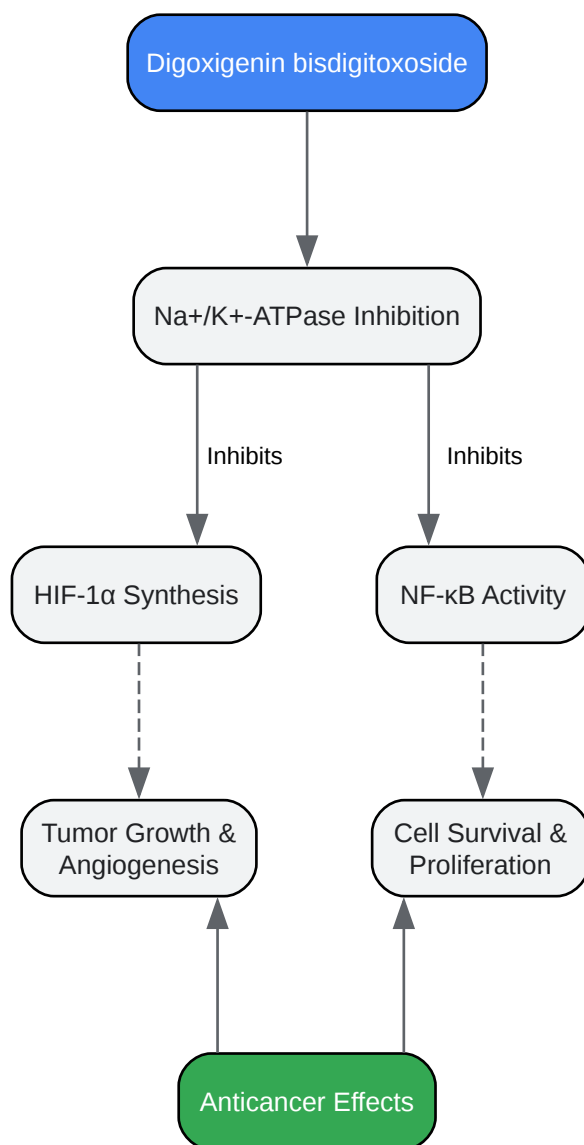 Digoxigenin bisdigitoxoside
Na+/K+-ATPase Inhibition
Inhibits
Inhibits
HIF-1α Synthesis
NF-κB Activity
Tumor Growth &
Angiogenesis
Cell Survival &
Proliferation
Anticancer Effects